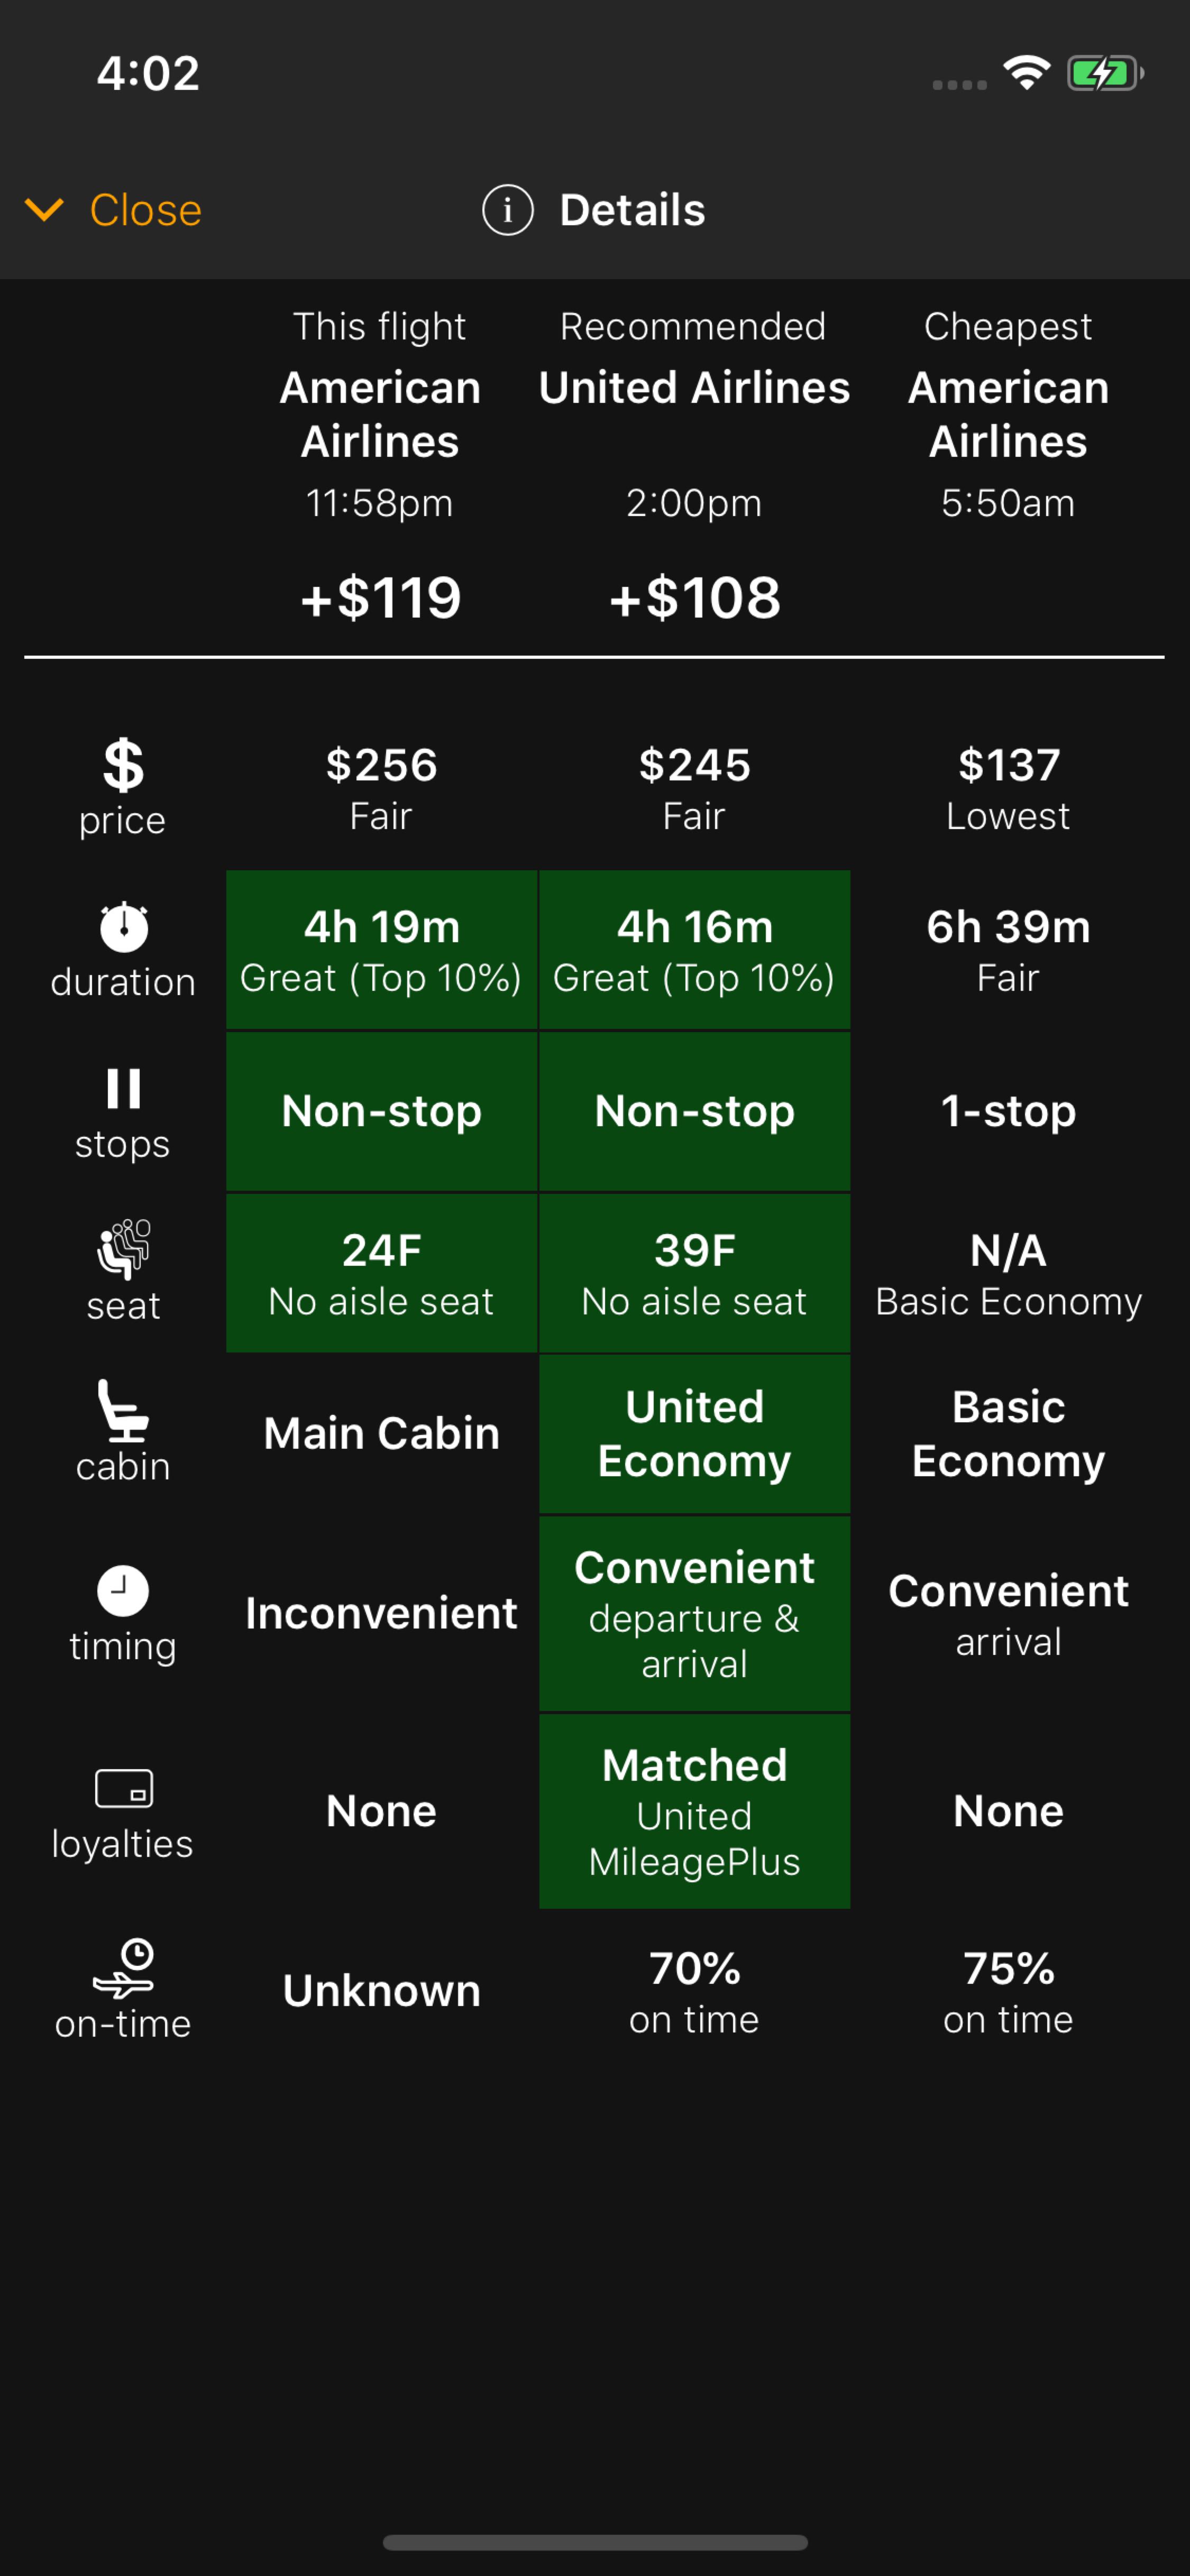 4:02
Close
Details
This flight
Recommended
Cheapest
American
Airlines
United Airlines
American
Airlines
11:58pm
2:00pm
5:50am
+$119
+$108
price
$256
Fair
$245
Fair
$137
Lowest
duration
4h 19m
Great (Top 10%)
4h 16m
Great (Top 10%)
6h 39m
Fair
stops
Non-stop
Non-stop
1-stop
seat
24F
No aisle seat
39F
No aisle seat
N/A
Basic Economy
cabin
Main Cabin
United
Economy
Basic
Economy
timing
Inconvenient
Convenient
departure &
arrival
Convenient
arrival
loyalties
None
Matched
United
MileagePlus
None
on-time
Unknown
70%
on time
75%
on time